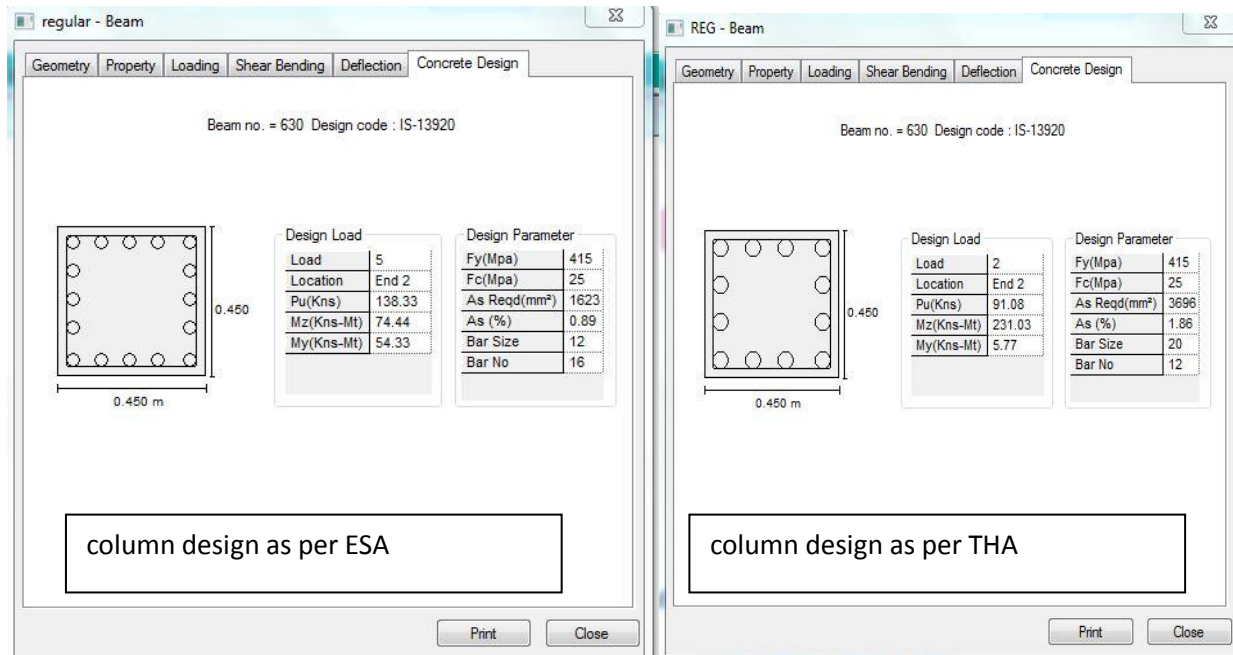 regular - Beam
Geometry Property Loading Shear Bending Deflection Concrete Design
Beam no. = 630 Design code : IS-13920
0.450
0.450 m
Design Load
Load 5
Location End 2
Pu(Kns) 138.33
Mz(Kns-Mt) 74.44
My(Kns-Mt) 54.33
Design Parameter
Fy(Mpa) 415
Fc(Mpa) 25
As Reqd(mm²) 1623
As (%) 0.89
Bar Size 12
Bar No 16
column design as per ESA
Print Close
REG - Beam
Geometry Property Loading Shear Bending Deflection Concrete Design
Beam no. = 630 Design code : IS-13920
0.450
0.450 m
Design Load
Load 2
Location End 2
Pu(Kns) 91.08
Mz(Kns-Mt) 231.03
My(Kns-Mt) 5.77
Design Parameter
Fy(Mpa) 415
Fc(Mpa) 25
As Reqd(mm²) 3696
As (%) 1.86
Bar Size 20
Bar No 12
column design as per THA
Print Close